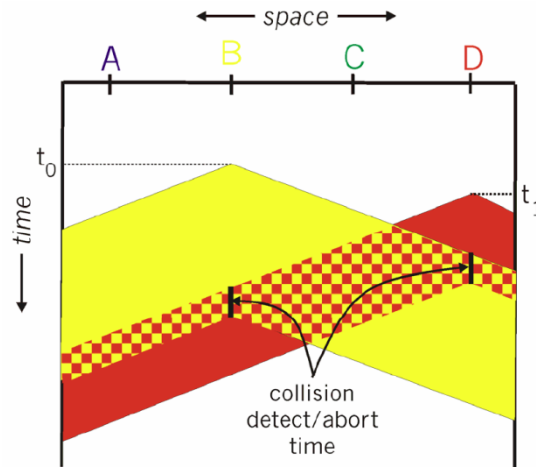 space
A B C D
t0
t1
time
collision
detect/abort
time